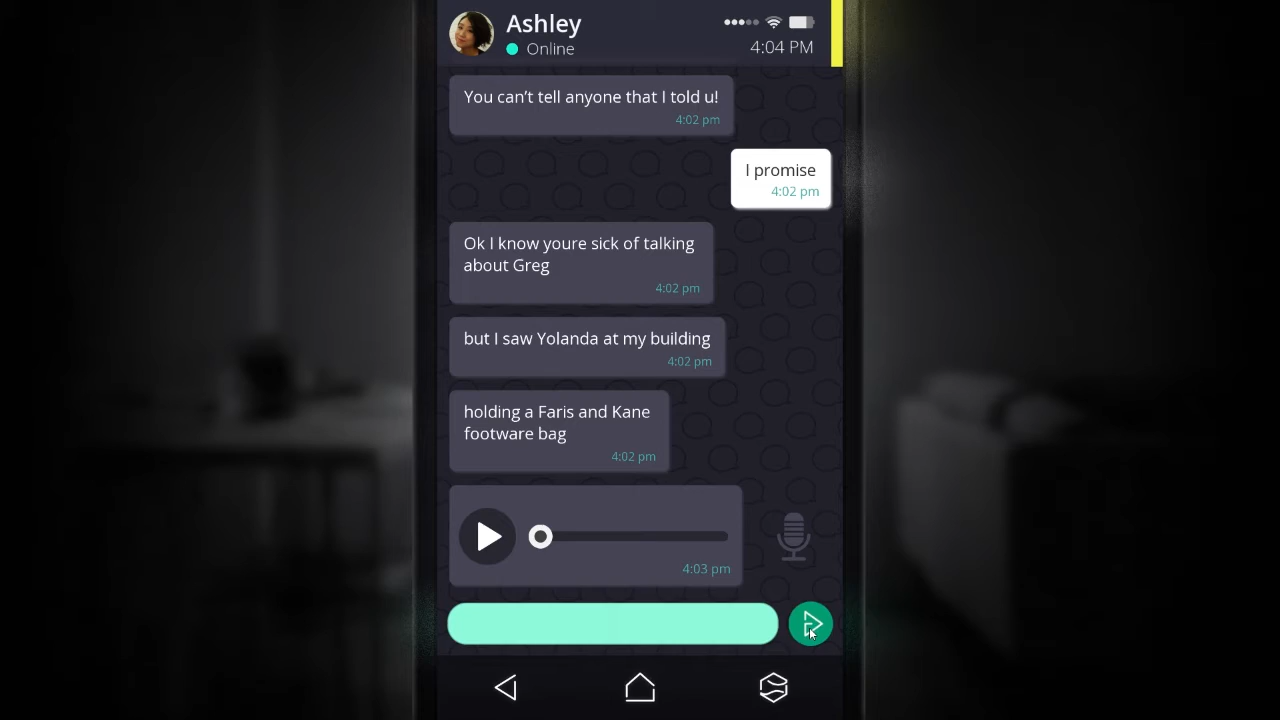 Ashley
Online
4:04 PM
You can't tell anyone that I told u!
4:02 pm
I promise
4:02 pm
Ok I know youre sick of talking
about Greg
4:02 pm
but I saw Yolanda at my building
4:02 pm
holding a Faris and Kane
footware bag
4:02 pm
4:03 pm